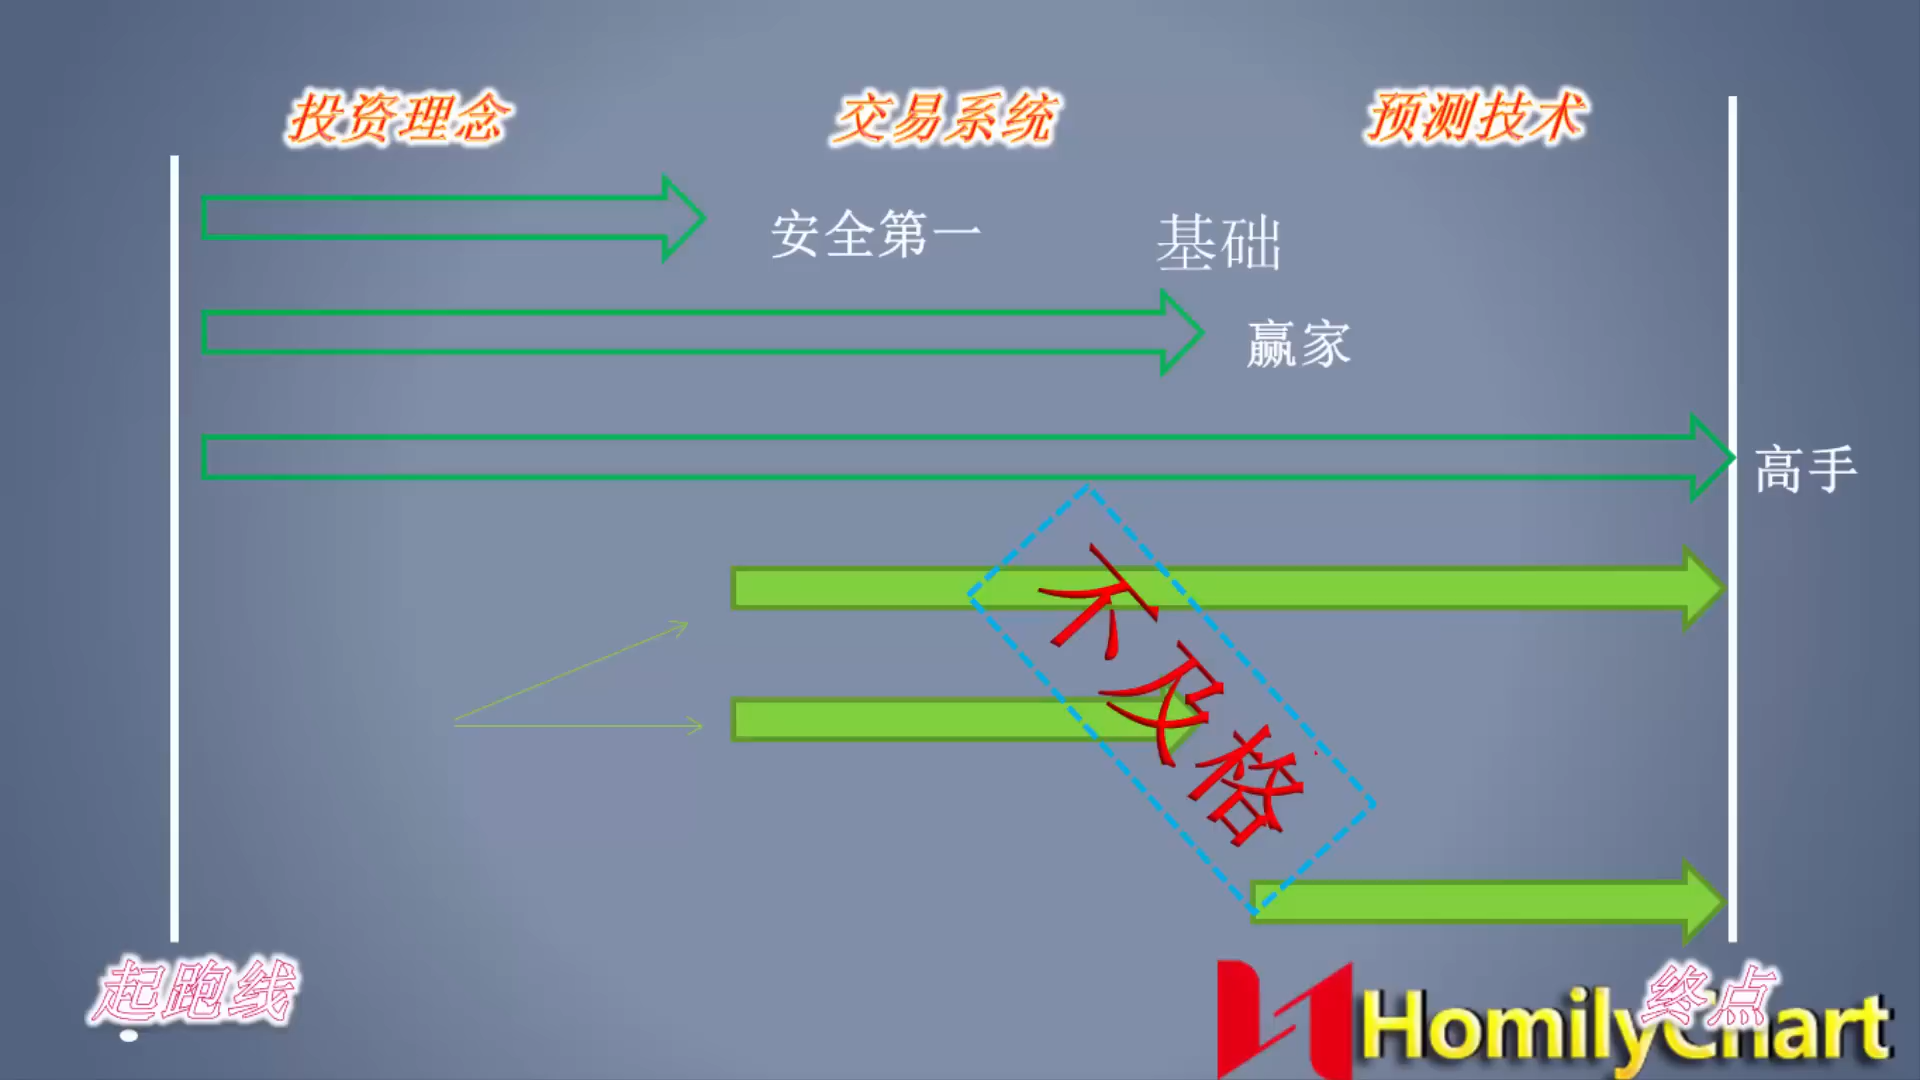 投资理念
交易系统
预测技术
安全第一
基础
赢家
高手
不及格
起跑线
终点
HomilyChart